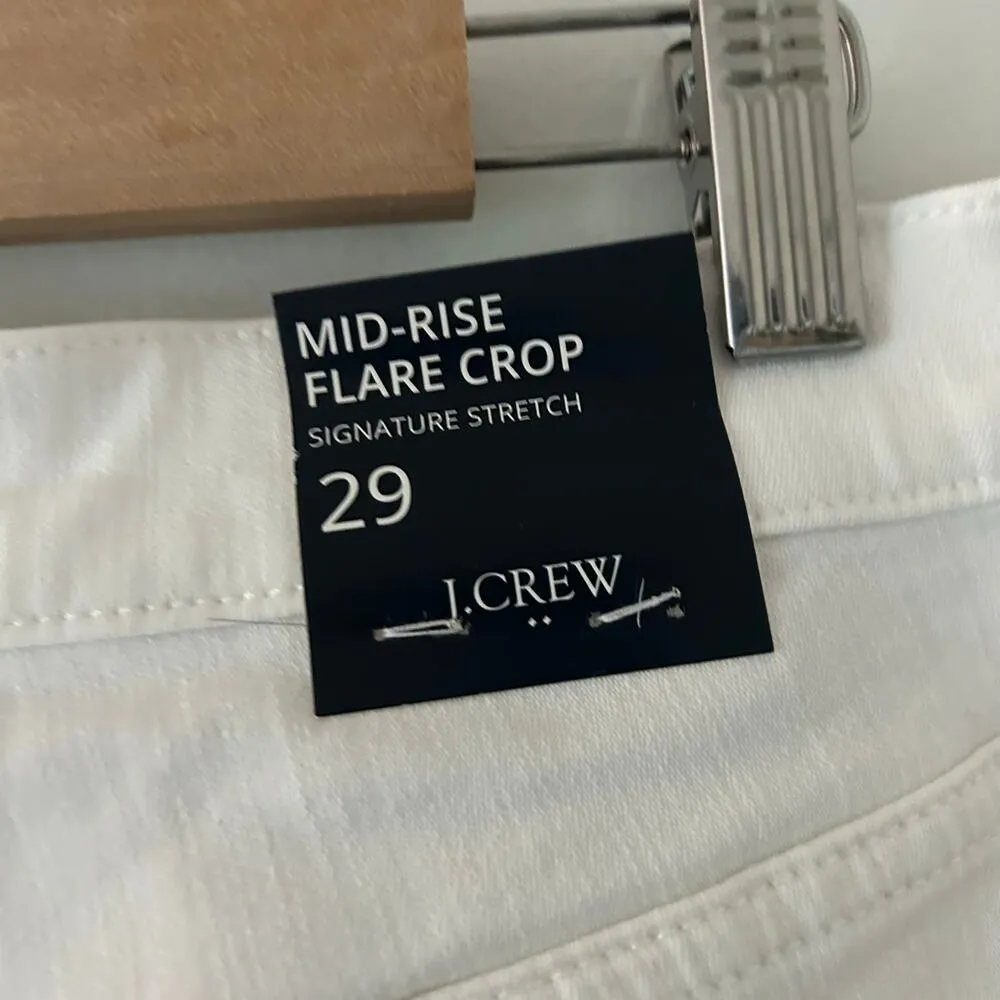 MID-RISE
FLARE CROP
SIGNATURE STRETCH
29
J.CREW